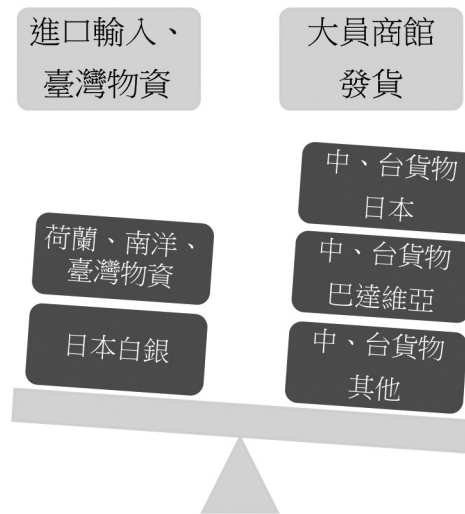 進口輸入、
臺灣物資
大員商館
發貨
荷蘭、南洋、
臺灣物資
日本白銀
中、台貨物
日本
中、台貨物
巴達維亞
中、台貨物
其他